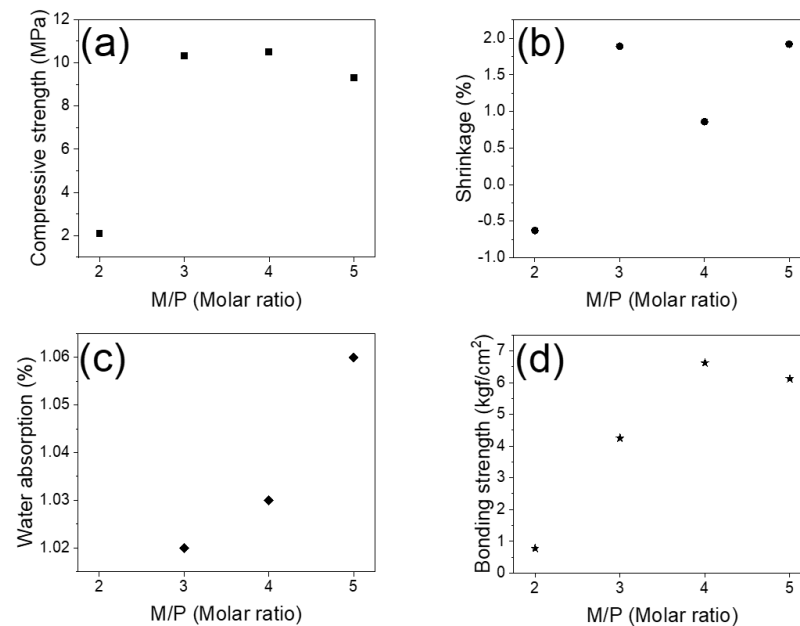 (a)
Compressive strength (MPa)
12
10
8
6
4
2
2 3 4 5
M/P (Molar ratio)
(b)
Shrinkage (%)
2.0
1.5
1.0
0.5
0.0
-0.5
-1.0
2 3 4 5
M/P (Molar ratio)
(c)
Water absorption (%)
1.06
1.05
1.04
1.03
1.02
2 3 4 5
M/P (Molar ratio)
(d)
Bonding strength (kgf/cm²)
7
6
5
4
3
2
1
0
2 3 4 5
M/P (Molar ratio)